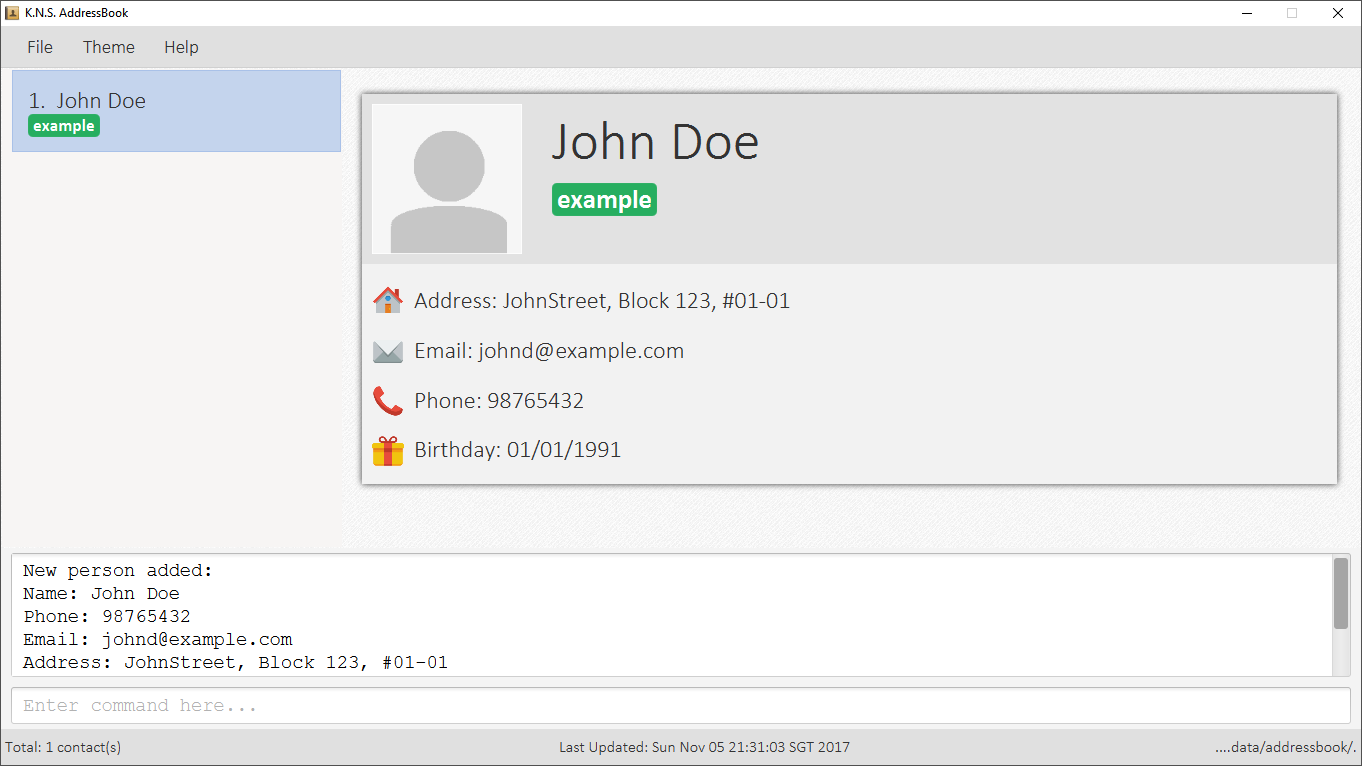 K.N.S. AddressBook
File Theme Help
1. John Doe
example
John Doe
example
Address: JohnStreet, Block 123, #01-01
Email: johnd@example.com
Phone: 98765432
Birthday: 01/01/1991
New person added:
Name: John Doe
Phone: 98765432
Email: johnd@example.com
Address: JohnStreet, Block 123, #01-01
Enter command here...
Total: 1 contact(s) Last Updated: Sun Nov 05 21:31:03 SGT 2017 ....data/addressbook/.